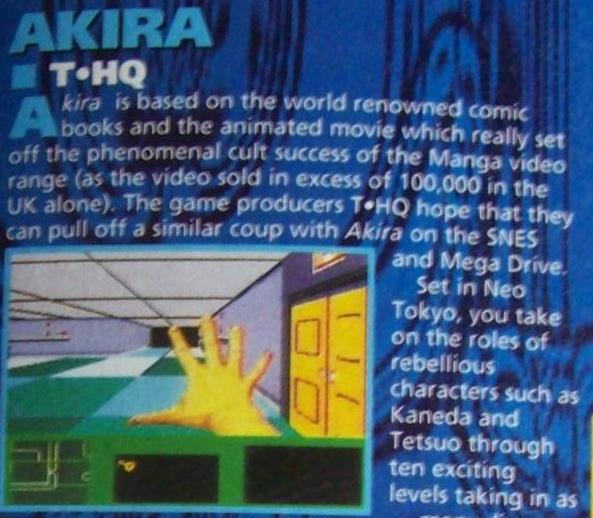 AKIRA
T•HQ
Akira is based on the world renowned comic
books and the animated movie which really set
off the phenomenal cult success of the Manga video
range (as the video sold in excess of 100,000 in the
UK alone). The game producers T•HQ hope that they
can pull off a similar coup with Akira on the SNES
and Mega Drive.
Set in Neo
Tokyo, you take
on the roles of
rebellious
characters such as
Kaneda and
Tetsuo through
ten exciting
levels taking in as